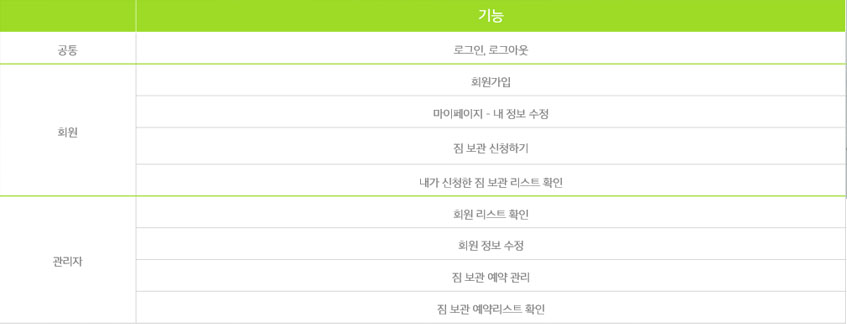 기능
공통
로그인, 로그아웃
회원
회원가입
마이페이지 - 내 정보 수정
짐 보관 신청하기
내가 신청한 짐 보관 리스트 확인
관리자
회원 리스트 확인
회원 정보 수정
짐 보관 예약 관리
짐 보관 예약리스트 확인